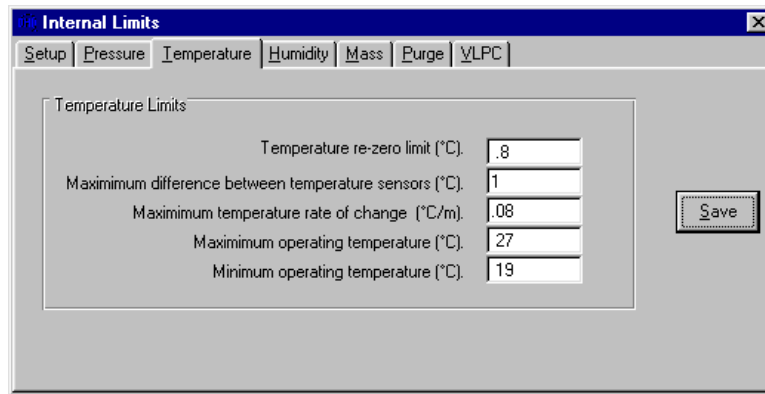 Internal Limits
Setup Pressure Temperature Humidity Mass Purge VLPC
Temperature Limits
Temperature re-zero limit (°C). .8
Maximimum difference between temperature sensors (°C). 1
Maximimum temperature rate of change (°C/m). .08
Maximimum operating temperature (°C). 27
Minimum operating temperature (°C). 19
Save